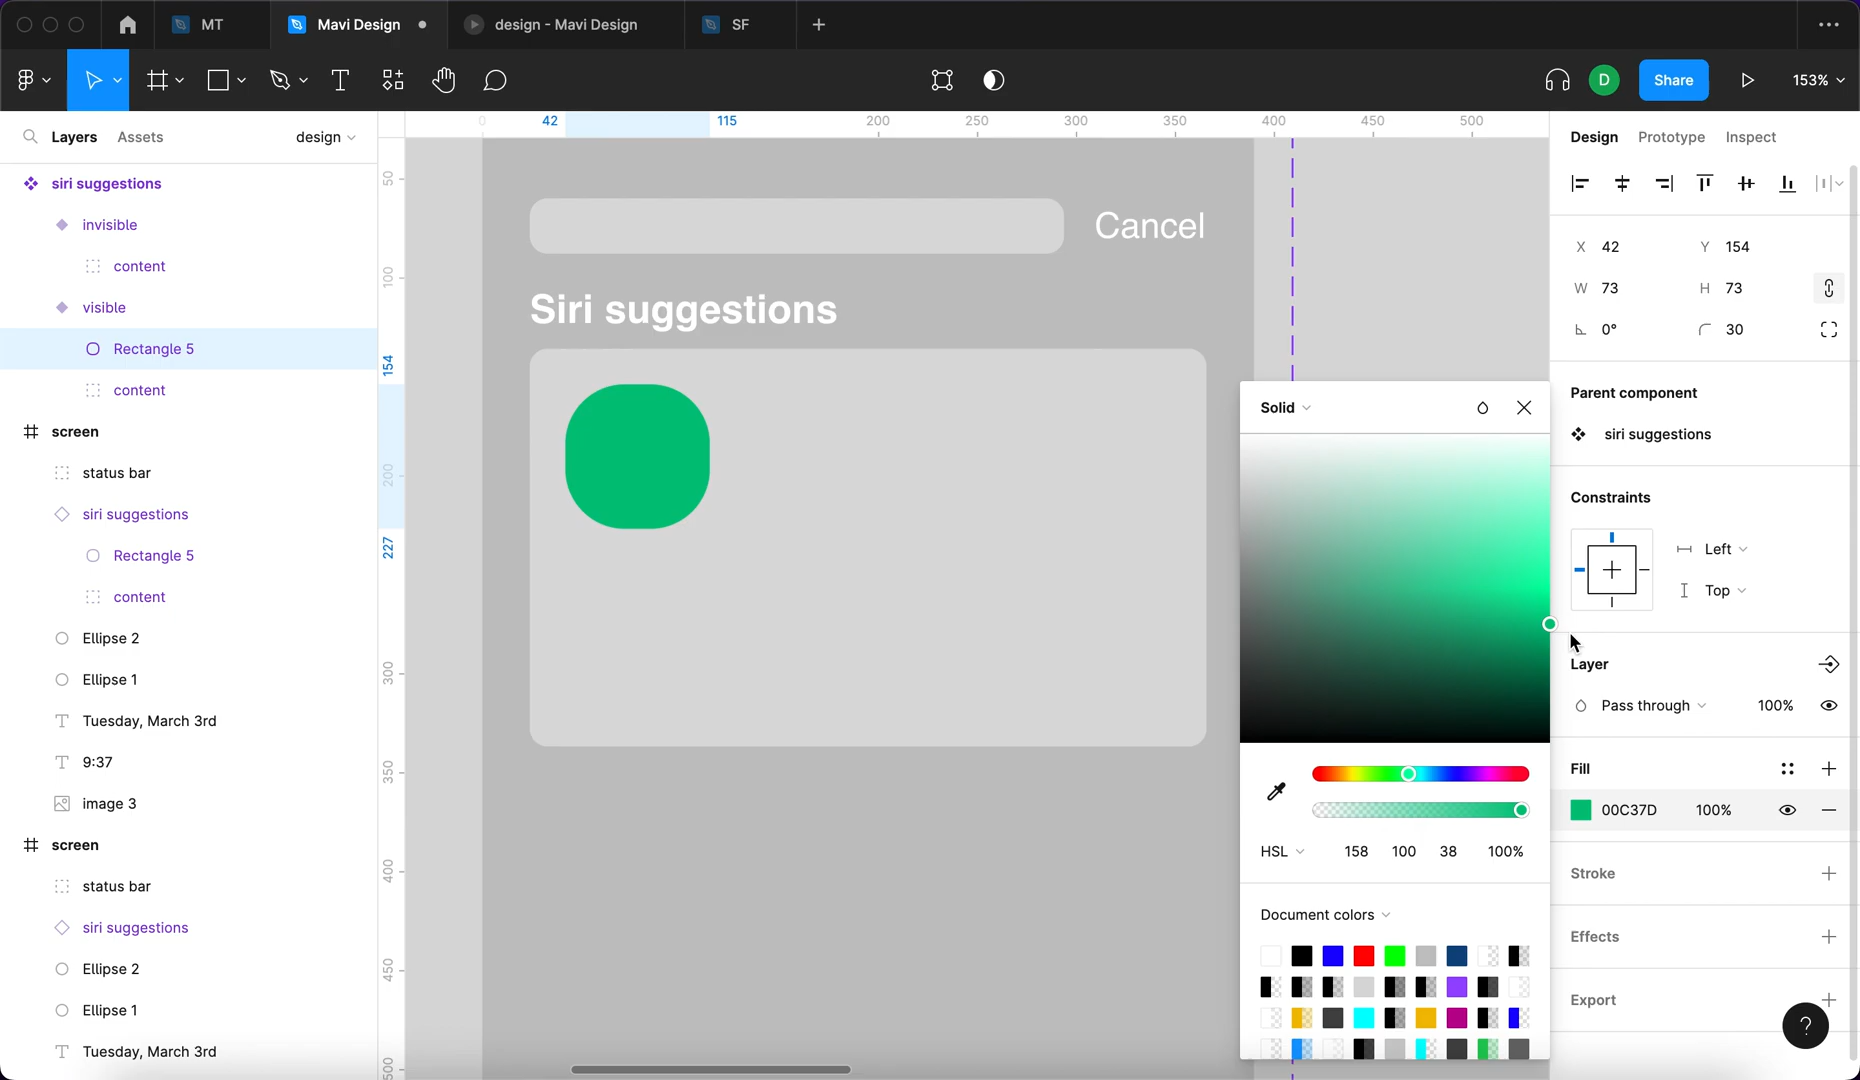 MT
Mavi Design
design - Mavi Design
SF
D
Share
153%
Layers
Assets
design
siri suggestions
invisible
content
visible
Rectangle 5
content
screen
status bar
siri suggestions
Rectangle 5
content
Ellipse 2
Ellipse 1
Tuesday, March 3rd
9:37
image 3
screen
status bar
siri suggestions
Ellipse 2
Ellipse 1
Tuesday, March 3rd
0
42
115
200
250
300
350
400
450
500
50
100
154
200
227
300
350
400
450
500
Cancel
Siri suggestions
Solid
HSL
158
100
38
100%
Document colors
Design
Prototype
Inspect
X 42
Y 154
W 73
H 73
0°
30
Parent component
siri suggestions
Constraints
Left
Top
Layer
Pass through
100%
Fill
00C37D
100%
Stroke
Effects
Export
?